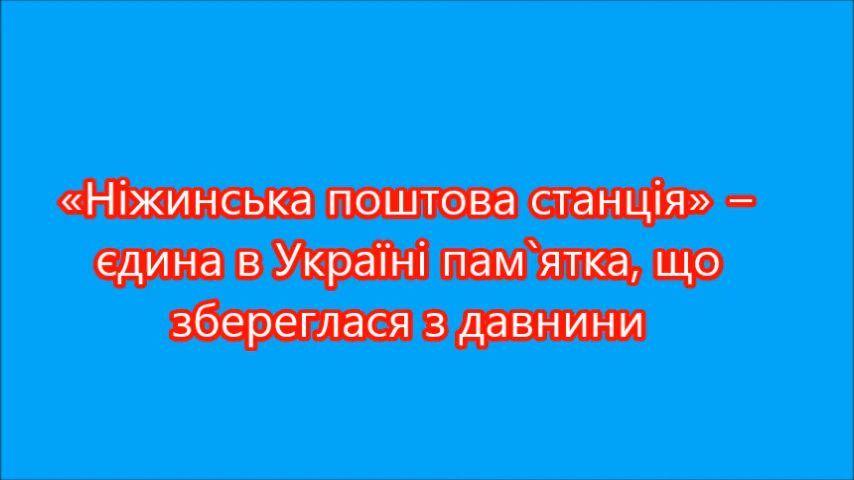 «Ніжинська поштова станція» –
єдина в Україні пам`ятка, що
збереглася з давнини